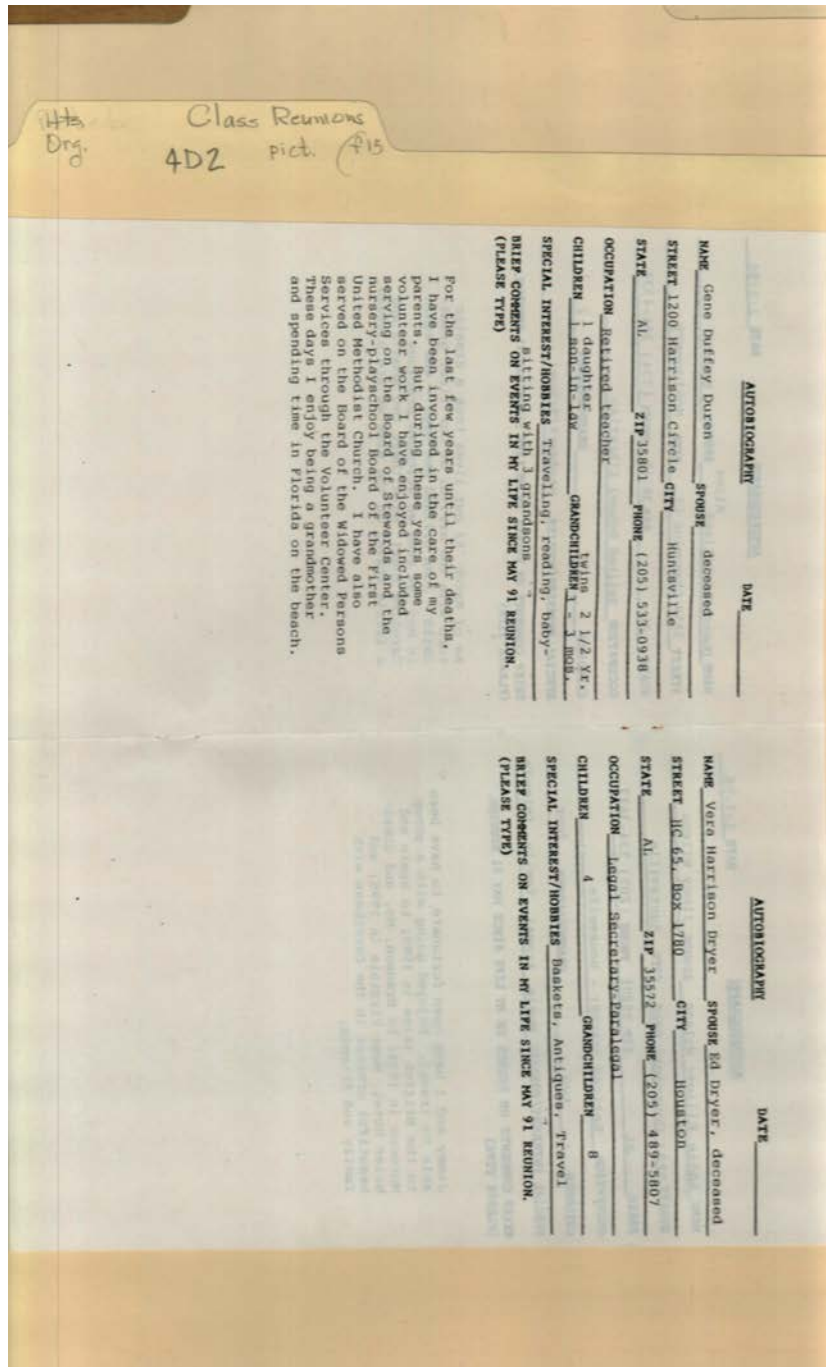 Hts
Org.
Class Reunions
4D2 pict.
AUTOBIOGRAPHY
DATE
NAME Gene Duffey Duren SPOUSE deceased
STREET 1200 Harrison Circle CITY Huntsville
STATE AL ZIP 35801 PHONE (205) 533-0938
OCCUPATION Retired teacher
1 daughter twins 2 1/2 Yr.
CHILDREN 1 son-in-law GRANDCHILDREN 1 - 3 mos.
SPECIAL INTEREST/HOBBIES Traveling, reading, baby-
sitting with 3 grandsons
BRIEF COMMENTS ON EVENTS IN MY LIFE SINCE MAY 91 REUNION.
(PLEASE TYPE)
For the last few years until their deaths,
I have been involved in the care of my
parents. But during these years some
volunteer work I have enjoyed included
serving on the Board of Stewards and the
nursery-playschool Board of the First
United Methodist Church. I have also
served on the Board of the Widowed Persons
Services through the Volunteer Center.
These days I enjoy being a grandmother
and spending time in Florida on the beach.
AUTOBIOGRAPHY
DATE
NAME Vera Harrison Dryer SPOUSE Ed Dryer, deceased
STREET HC 65, Box 1780 CITY Houston
STATE AL ZIP 35572 PHONE (205) 489-5807
OCCUPATION Legal Secretary-Paralegal
CHILDREN 4 GRANDCHILDREN 8
SPECIAL INTEREST/HOBBIES Baskets, Antiques, Travel
BRIEF COMMENTS ON EVENTS IN MY LIFE SINCE MAY 91 REUNION.
(PLEASE TYPE)